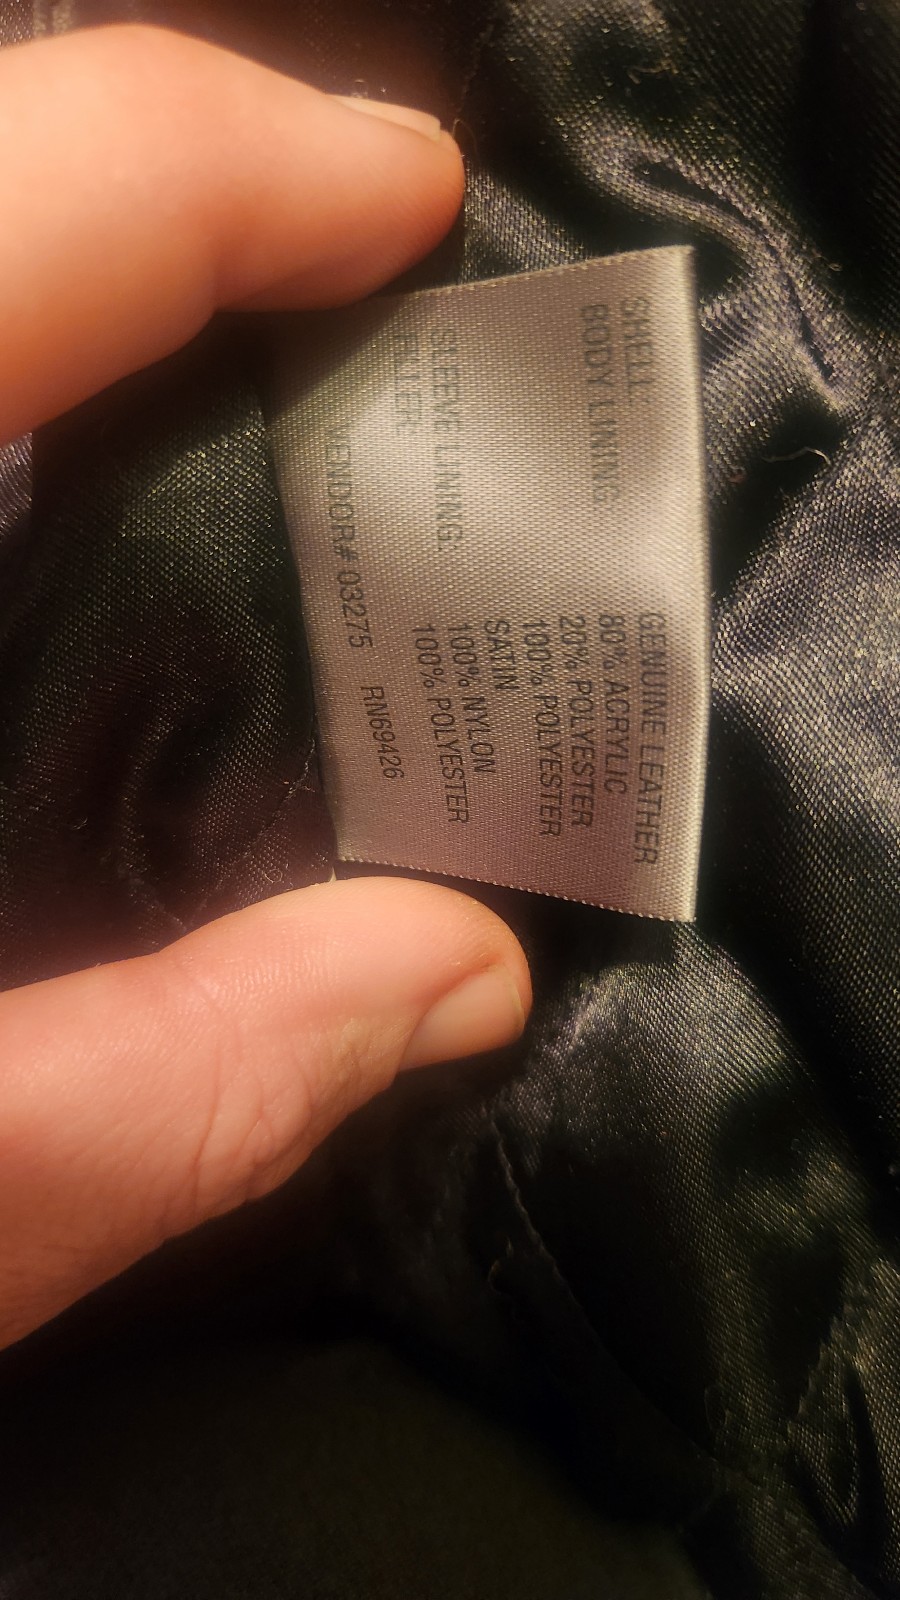 SHELL: GENUINE LEATHER
BODY LINING 80% ACRYLIC
20% POLYESTER
100% POLYESTER
SATIN
SLEEVE LINING: 100% NYLON
FILLER: 100% POLYESTER
VENDOR# 03275 RN69426